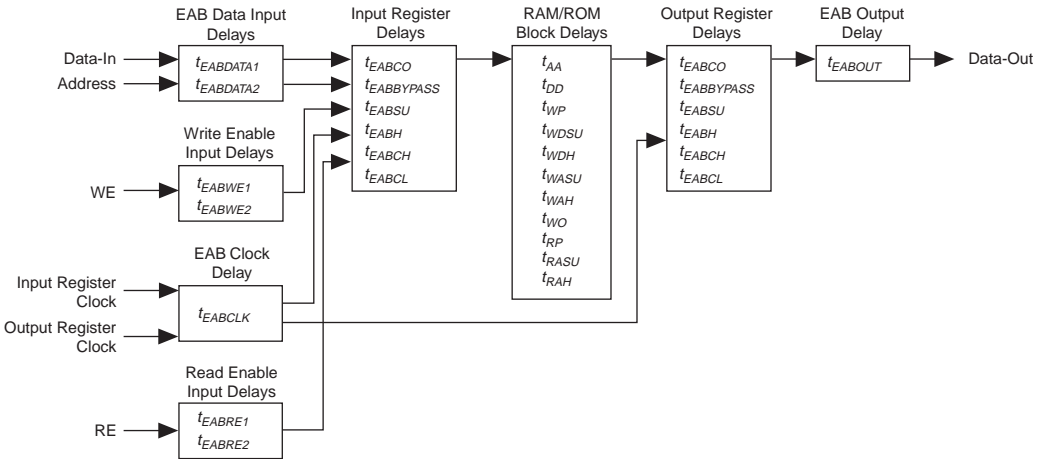 EAB Data Input
Delays
Data-In
Address
tEABDATA1
tEABDATA2
Write Enable
Input Delays
WE
tEABWE1
tEABWE2
EAB Clock
Delay
Input Register
Clock
Output Register
Clock
tEABCLK
Read Enable
Input Delays
RE
tEABRE1
tEABRE2
Input Register
Delays
tEABCO
tEABBYPASS
tEABSU
tEABH
tEABCH
tEABCL
RAM/ROM
Block Delays
tAA
tDD
tWP
tWDSU
tWDH
tWASU
tWAH
tWO
tRP
tRASU
tRAH
Output Register
Delays
tEABCO
tEABBYPASS
tEABSU
tEABH
tEABCH
tEABCL
EAB Output
Delay
tEABOUT
Data-Out